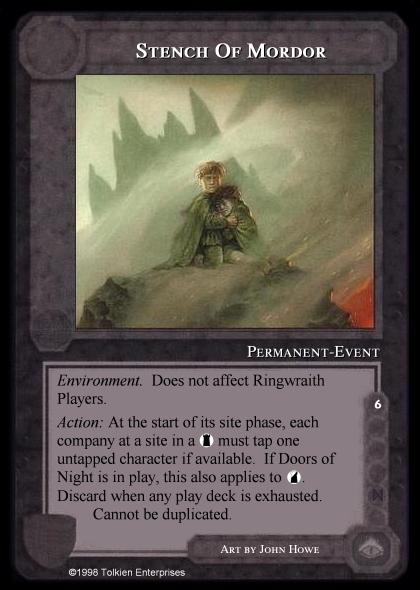 Stench Of Mordor
Permanent-Event
Environment. Does not affect Ringwraith
Players.
6
Action: At the start of its site phase, each
company at a site in a must tap one
untapped character if available. If Doors of
Night is in play, this also applies to .
Discard when any play deck is exhausted.
Cannot be duplicated.
N
Art by John Howe
©1998 Tolkien Enterprises